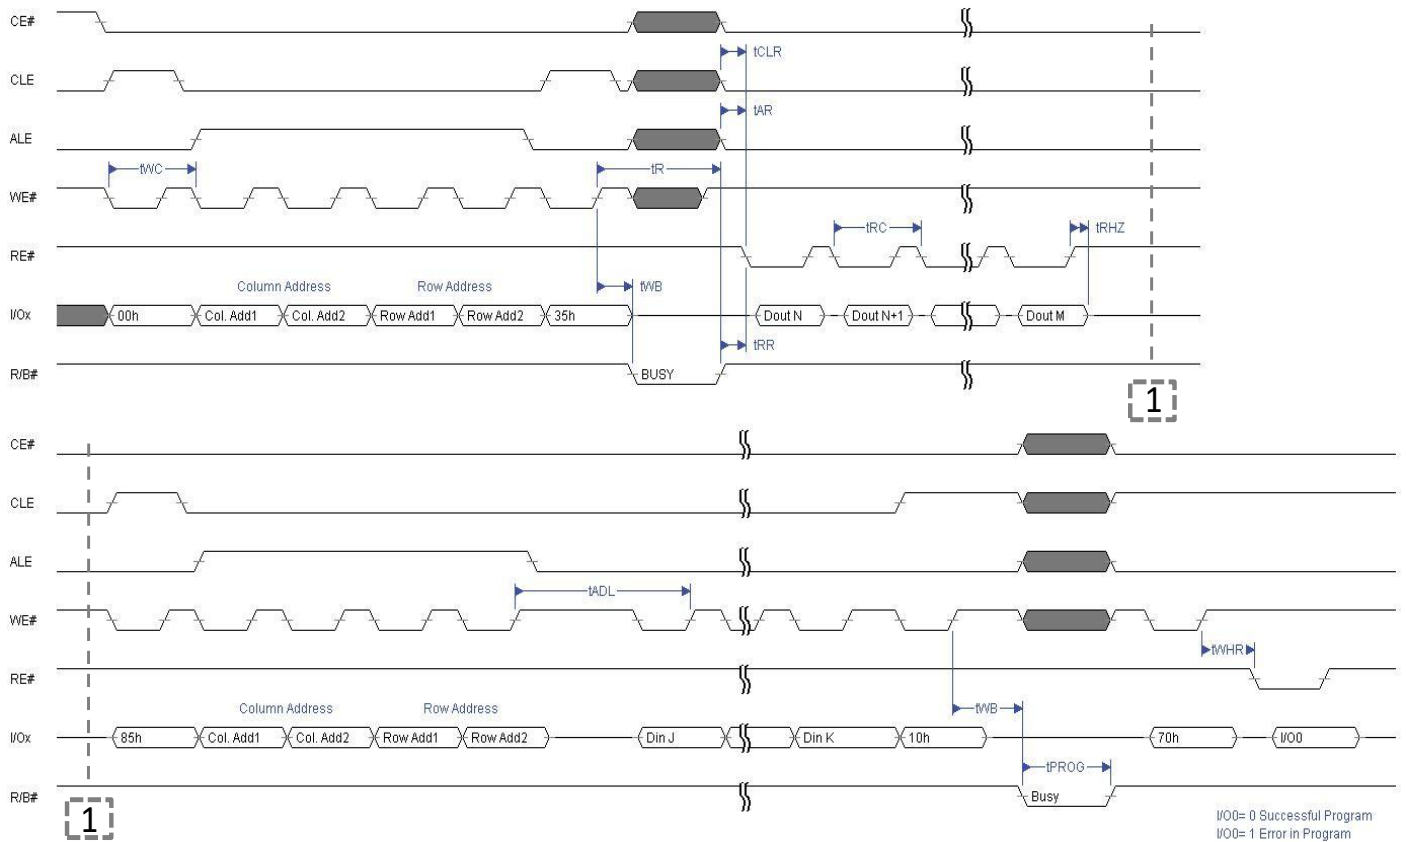 CE#
tCLR
CLE
tAR
ALE
tWC tR
WE#
tRC tRHZ
RE#
Column Address Row Address tWB
I/Ox 00h Col. Add1 Col. Add2 Row Add1 Row Add2 35h Dout N Dout N+1 Dout M
tRR
R/B# BUSY
1
CE#
CLE
ALE
tADL
WE#
tWHR
RE#
Column Address Row Address tWB
I/Ox 85h Col. Add1 Col. Add2 Row Add1 Row Add2 Din J Din K 10h 70h I/O0
tPROG
R/B# Busy
1
I/O0= 0 Successful Program
I/O0= 1 Error in Program